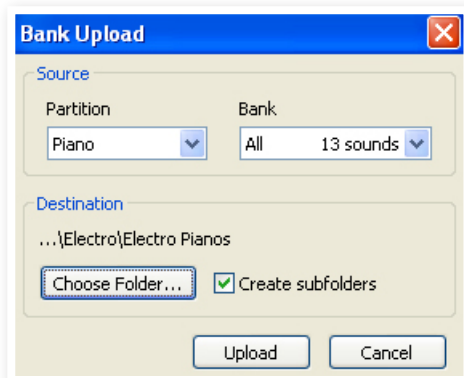 Bank Upload
Source
Partition Bank
Piano All 13 sounds
Destination
...\Electro\Electro Pianos
Choose Folder... Create subfolders
Upload Cancel